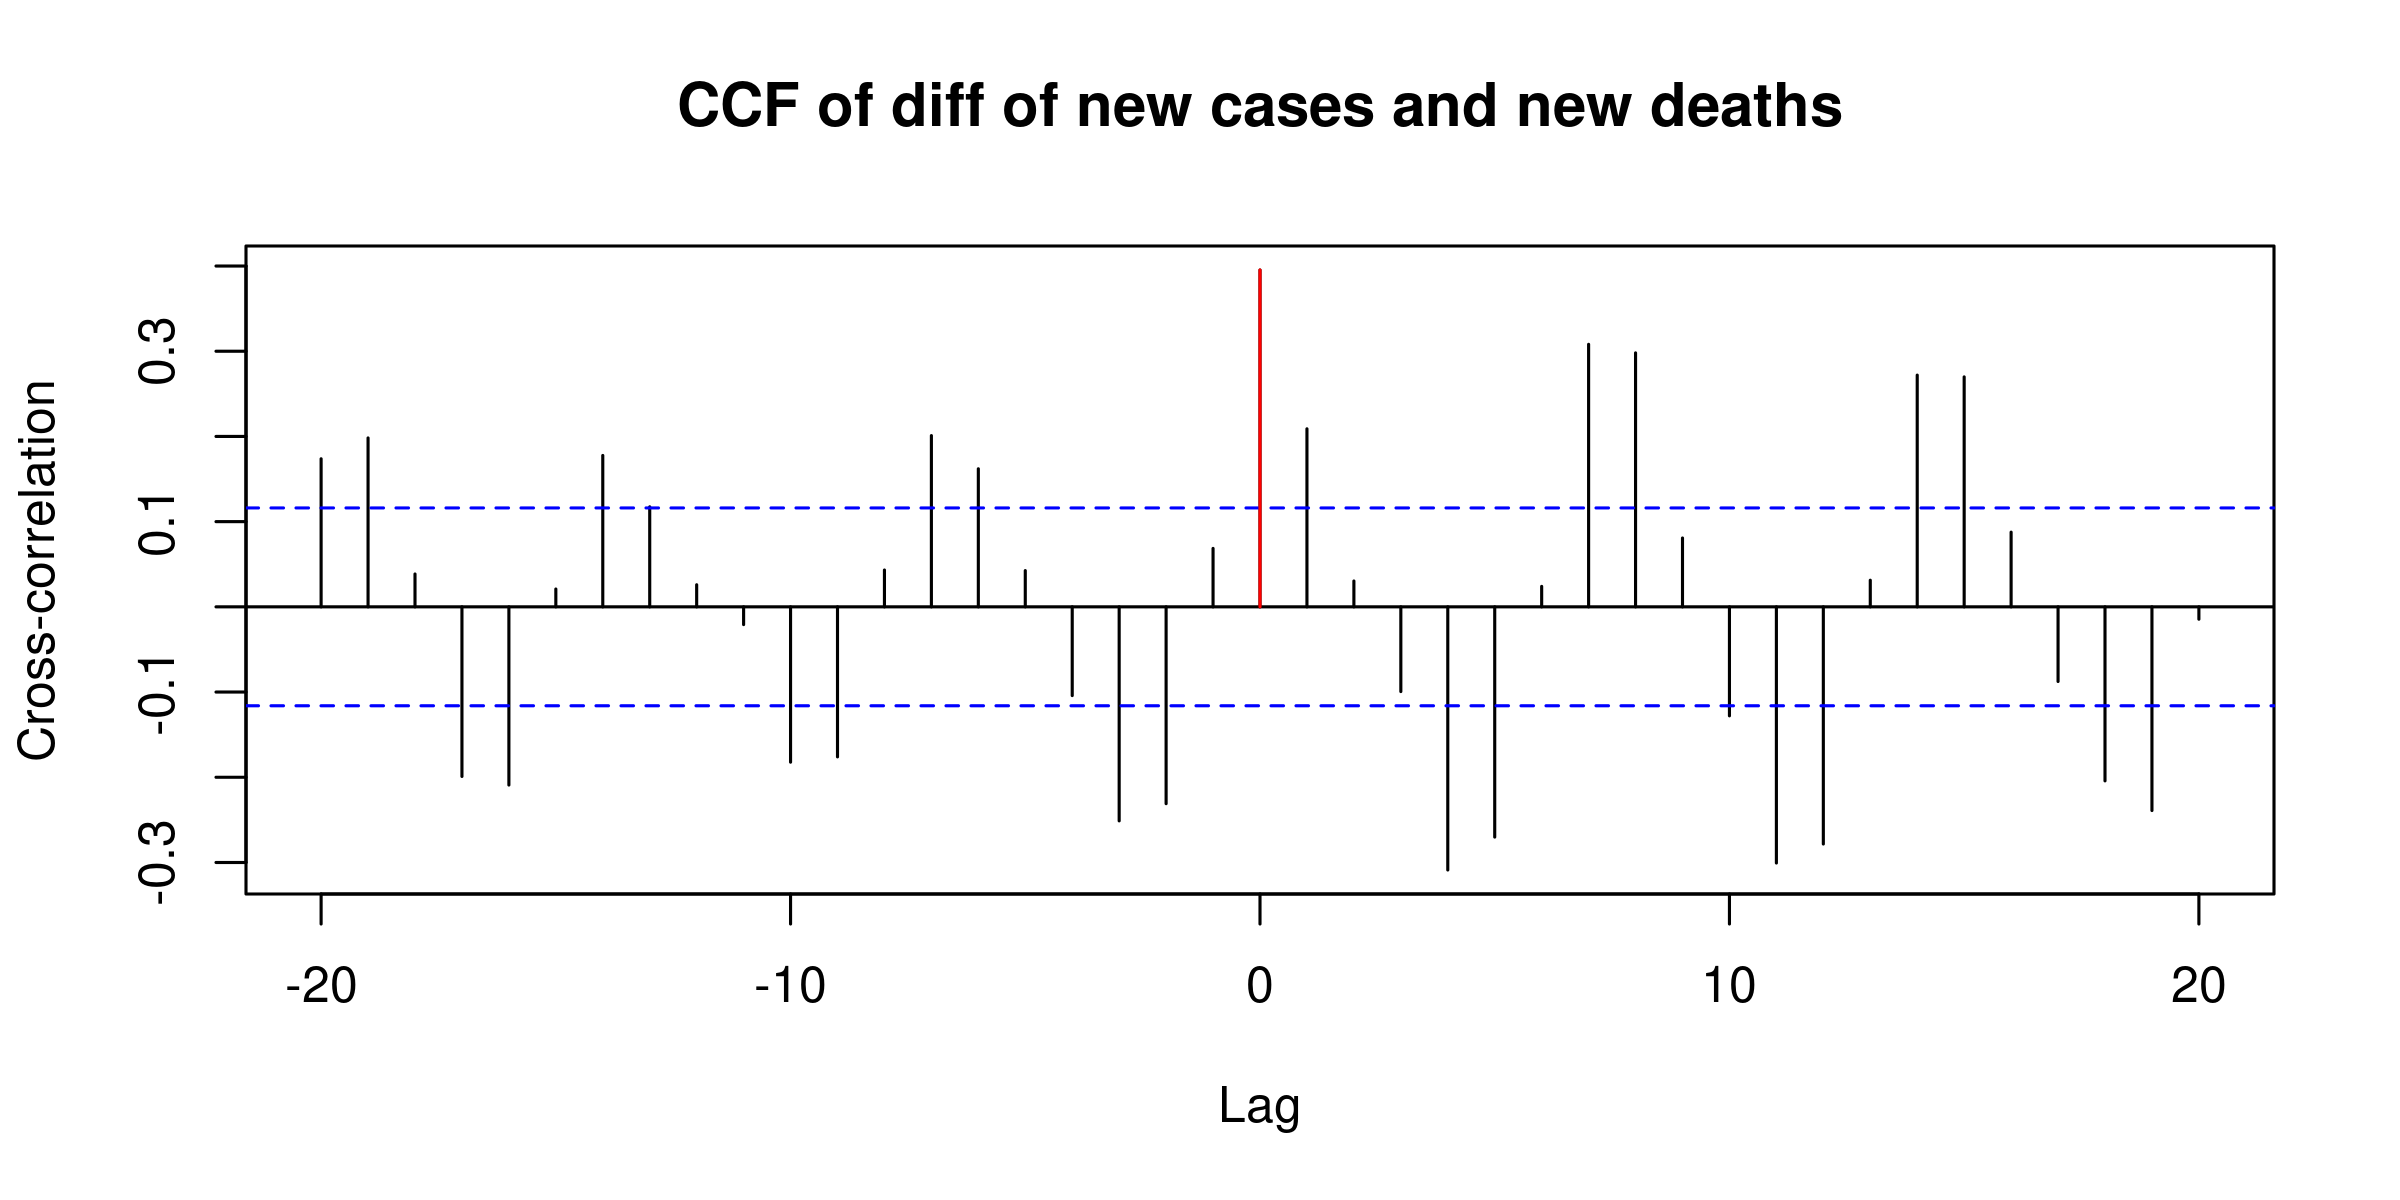 CCF of diff of new cases and new deaths
Cross-correlation
0.3
0.1
-0.1
-0.3
-20 -10 0 10 20
Lag